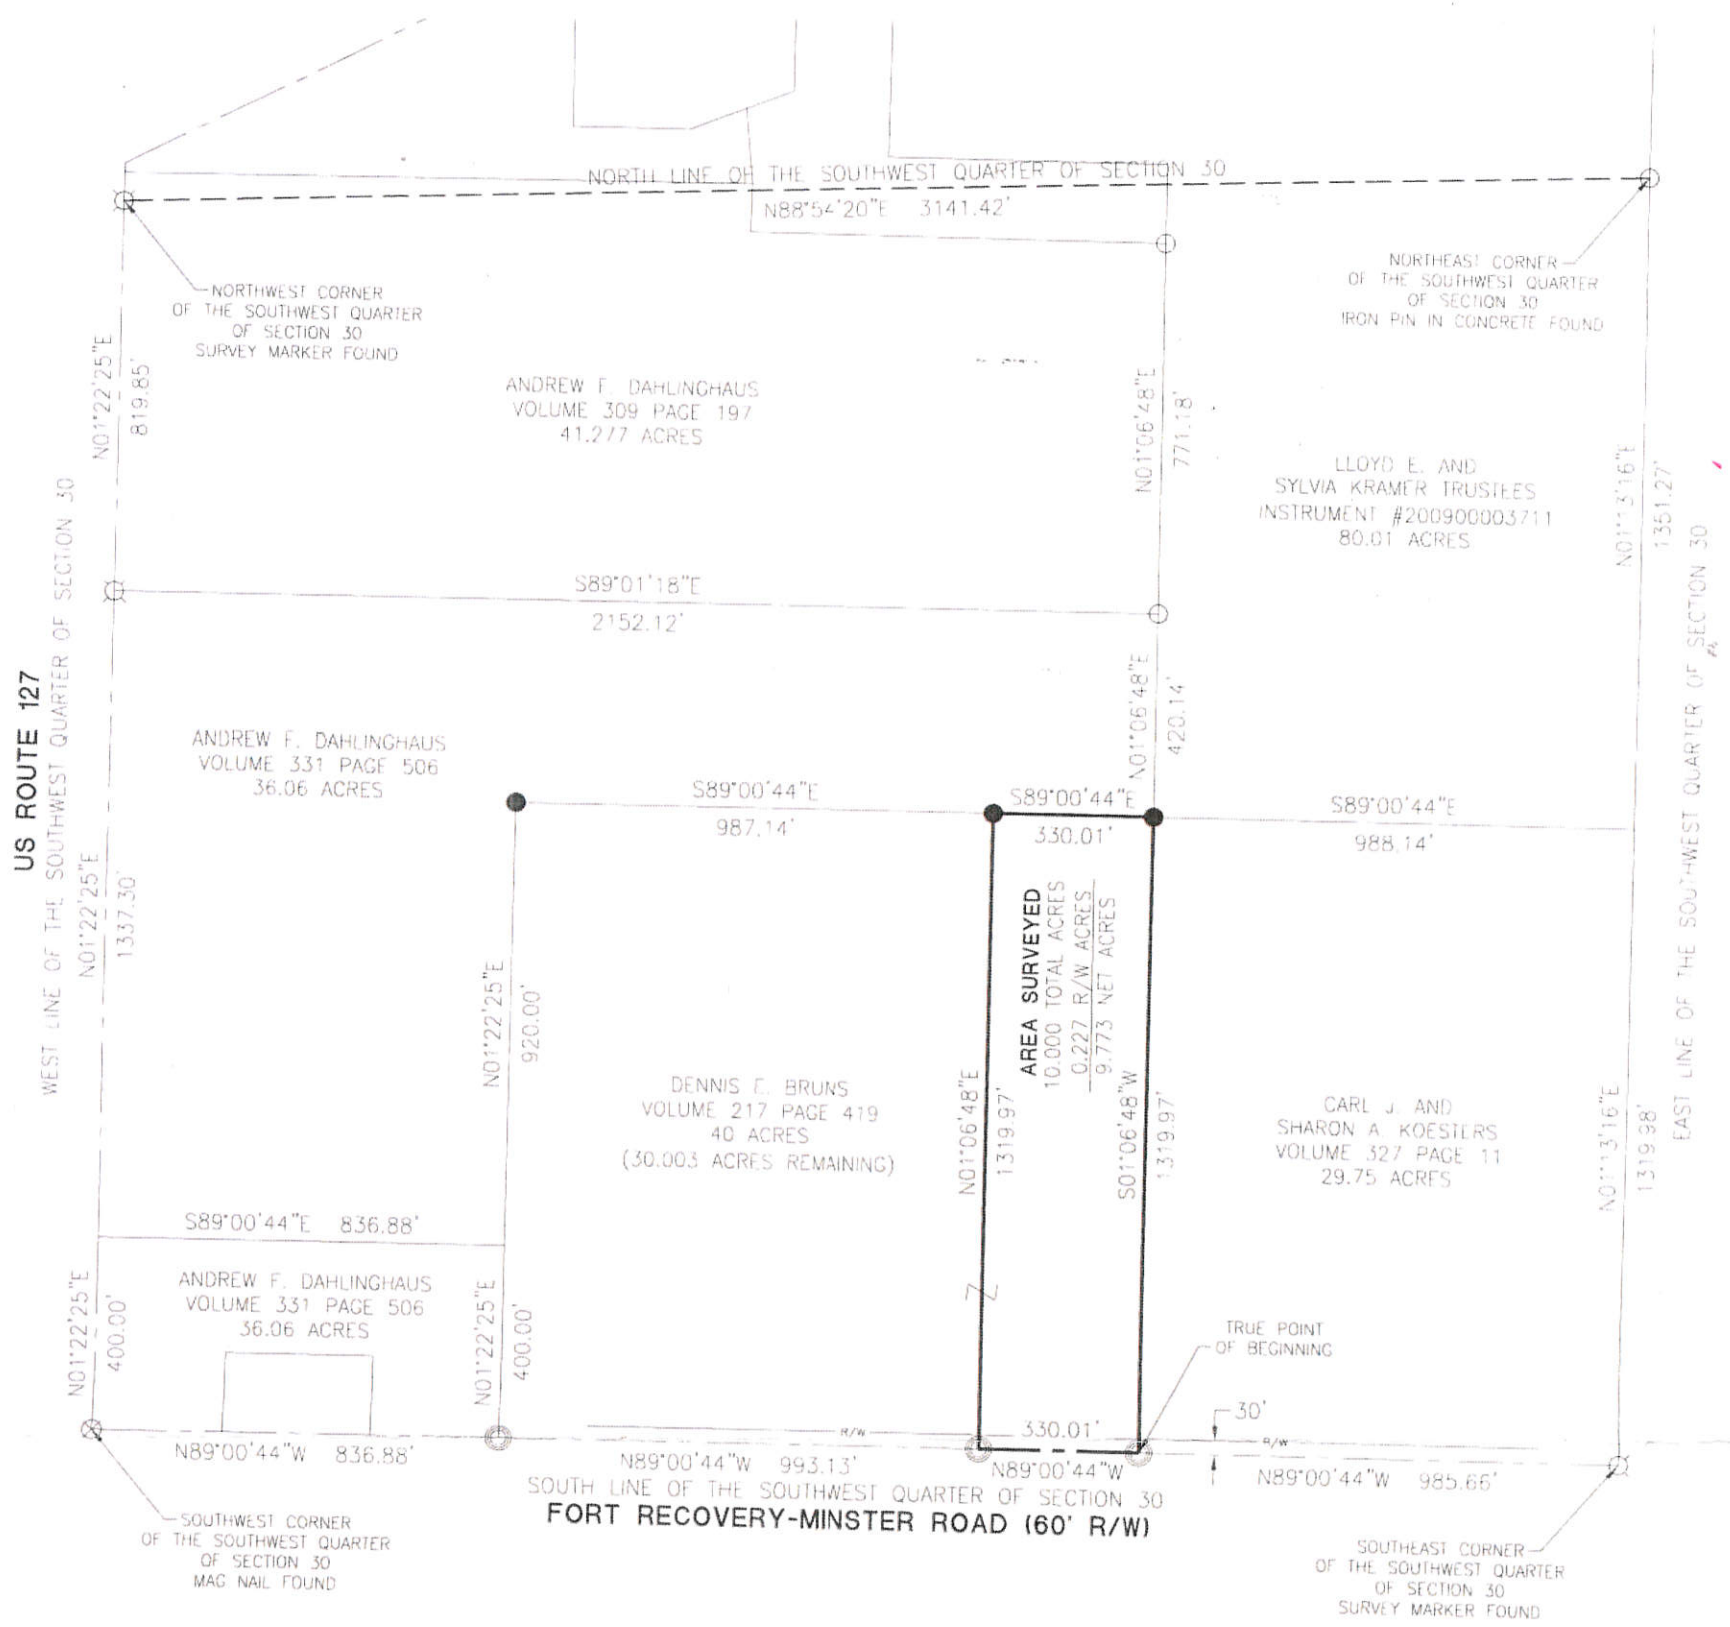 NORTH LINE OF THE SOUTHWEST QUARTER OF SECTION 30
N88°54'20"E 3141.42'
NORTHWEST CORNER
OF THE SOUTHWEST QUARTER
OF SECTION 30
SURVEY MARKER FOUND
NORTHEAST CORNER
OF THE SOUTHWEST QUARTER
OF SECTION 30
IRON PIN IN CONCRETE FOUND
N01°22'25"E
819.85'
ANDREW F. DAHLINGHAUS
VOLUME 309 PAGE 197
41.277 ACRES
N01°06'48"E
771.18'
LLOYD E. AND
SYLVIA KRAMER TRUSTEES
INSTRUMENT #200900003711
80.01 ACRES
N01°13'16"E
1351.27'
S89°01'18"E
2152.12'
US ROUTE 127
WEST LINE OF THE SOUTHWEST QUARTER OF SECTION 30
EAST LINE OF THE SOUTHWEST QUARTER OF SECTION 30
N01°06'48"E
420.14'
ANDREW F. DAHLINGHAUS
VOLUME 331 PAGE 506
36.06 ACRES
S89°00'44"E
987.14'
S89°00'44"E
330.01'
S89°00'44"E
988.14'
N01°22'25"E
1337.30'
N01°22'25"E
920.00'
AREA SURVEYED
10.000 TOTAL ACRES
0.227 R/W ACRES
9.773 NET ACRES
DENNIS E. BRUNS
VOLUME 217 PAGE 419
40 ACRES
(30.003 ACRES REMAINING)
N01°06'48"E
1319.97'
S01°06'48"W
1319.97'
CARL J. AND
SHARON A. KOESTERS
VOLUME 327 PAGE 11
29.75 ACRES
N01°13'16"E
1319.98'
S89°00'44"E 836.88'
ANDREW F. DAHLINGHAUS
VOLUME 331 PAGE 506
36.06 ACRES
N01°22'25"E
400.00'
N01°22'25"E
400.00'
TRUE POINT
OF BEGINNING
30'
R/W
330.01'
R/W
N89°00'44"W 836.88'
N89°00'44"W 993.13'
N89°00'44"W
N89°00'44"W 985.66'
SOUTH LINE OF THE SOUTHWEST QUARTER OF SECTION 30
FORT RECOVERY-MINSTER ROAD (60' R/W)
SOUTHWEST CORNER
OF THE SOUTHWEST QUARTER
OF SECTION 30
MAG NAIL FOUND
SOUTHEAST CORNER
OF THE SOUTHWEST QUARTER
OF SECTION 30
SURVEY MARKER FOUND